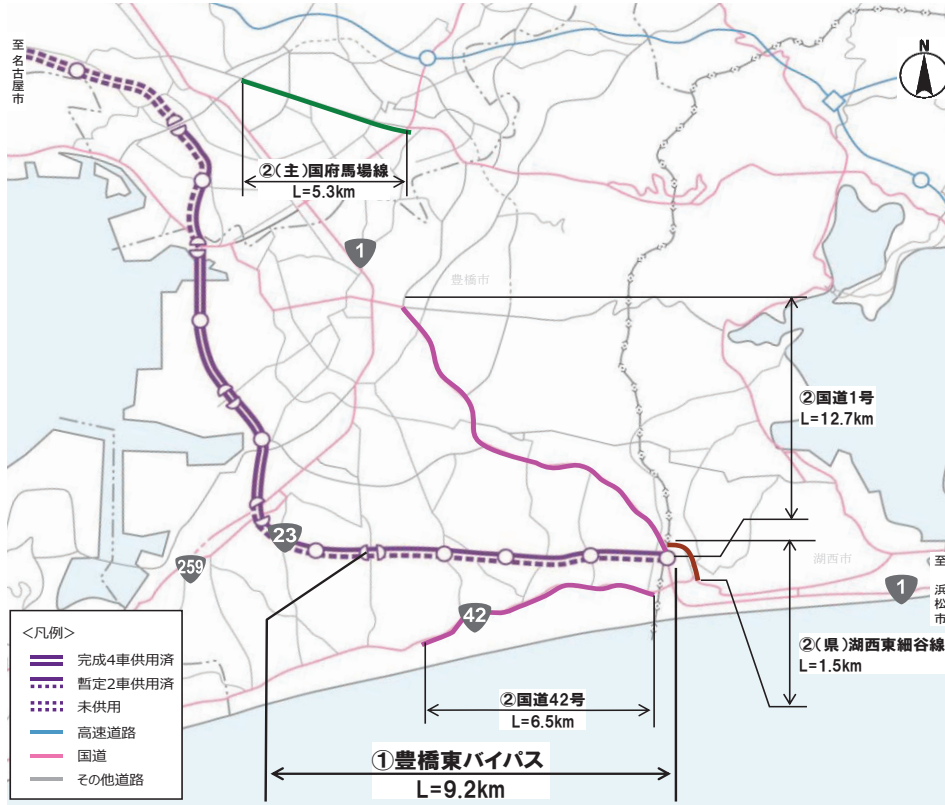 至 名古屋市
N
②(主)国府馬場線
L=5.3km
1
豊橋市
②国道1号
L=12.7km
23
259
湖西市
至 浜松市
1
42
②(県)湖西東細谷線
L=1.5km
②国道42号
L=6.5km
①豊橋東バイパス
L=9.2km
<凡例>
完成4車供用済
暫定2車供用済
未供用
高速道路
国道
その他道路